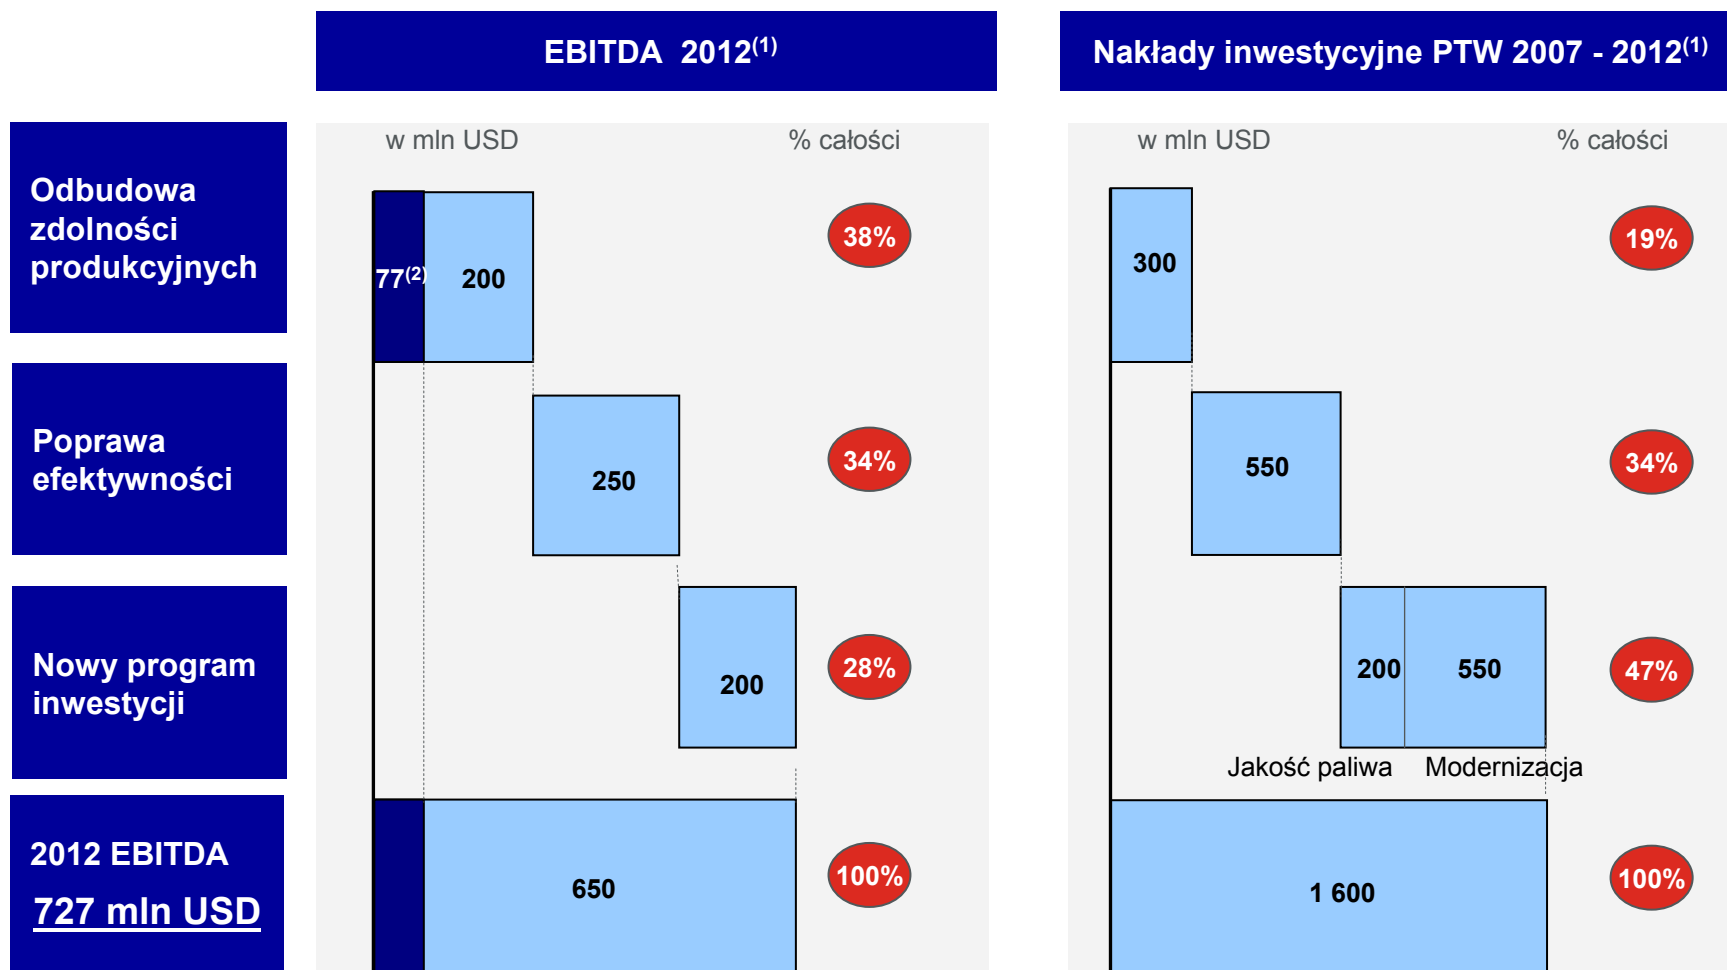 EBITDA 2012(1)
Nakłady inwestycyjne PTW 2007 - 2012(1)
w mln USD
% całości
w mln USD
% całości
Odbudowa
zdolności
produkcyjnych
77(2)
200
38%
300
19%
Poprawa
efektywności
250
34%
550
34%
Nowy program
inwestycji
200
28%
200
550
47%
Jakość paliwa
Modernizacja
2012 EBITDA
727 mln USD
650
100%
1 600
100%